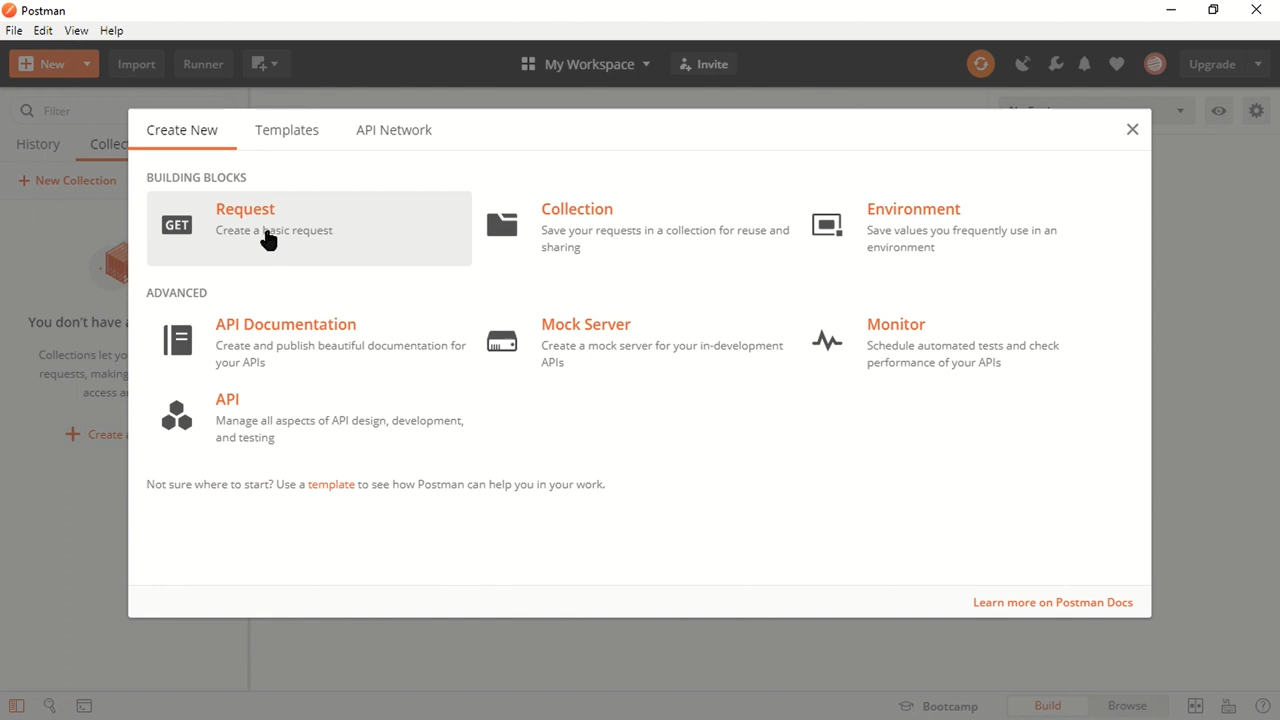 Postman
File Edit View Help
New Import Runner My Workspace Invite Upgrade
Filter
History Collec
New Collection
You don't have a
Collections let yo
requests, making
access a
Create a
Create New Templates API Network
BUILDING BLOCKS
GET
Request
Create a basic request
Collection
Save your requests in a collection for reuse and
sharing
Environment
Save values you frequently use in an
environment
ADVANCED
API Documentation
Create and publish beautiful documentation for
your APIs
Mock Server
Create a mock server for your in-development
APIs
Monitor
Schedule automated tests and check
performance of your APIs
API
Manage all aspects of API design, development,
and testing
Not sure where to start? Use a template to see how Postman can help you in your work.
Learn more on Postman Docs
Bootcamp Build Browse